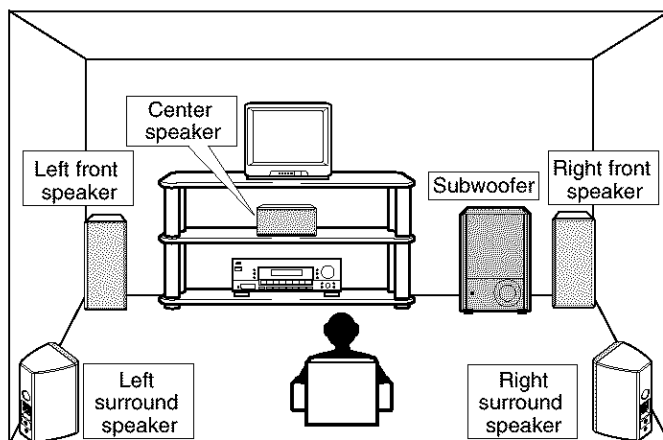 Center
speaker
Left front
speaker
Subwoofer
Right front
speaker
Left
surround
speaker
Right
surround
speaker